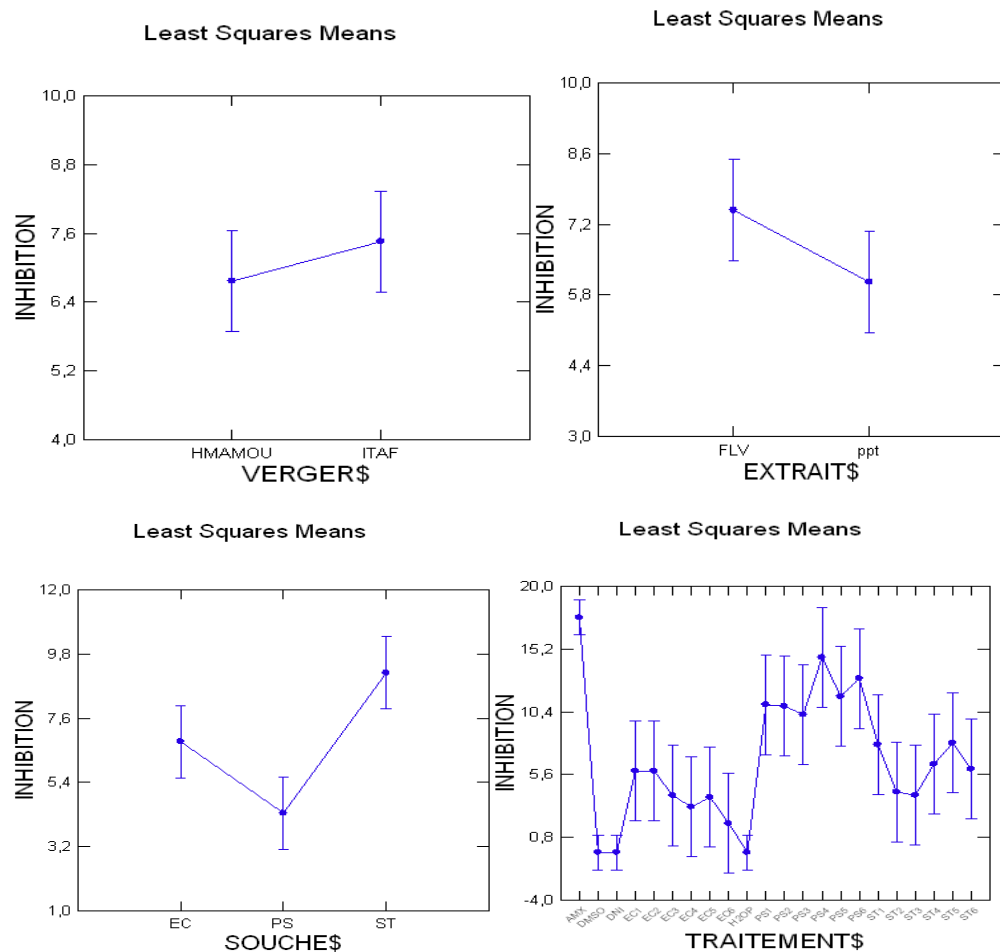 Least Squares Means
10,0
8,8
7,6
6,4
5,2
4,0
INHIBITION
HMAMOU ITAF
VERGER$
Least Squares Means
10,0
8,6
7,2
5,8
4,4
3,0
INHIBITION
FLV ppt
EXTRAIT$
Least Squares Means
12,0
9,8
7,6
5,4
3,2
1,0
INHIBITION
EC PS ST
SOUCHE$
Least Squares Means
20,0
15,2
10,4
5,6
0,8
-4,0
INHIBITION
AMX DMSO DNI EC1 EC2 EC3 EC4 EC5 EC6 H2OP PS1 PS2 PS3 PS4 PS5 PS6 ST1 ST2 ST3 ST4 ST5 ST6
TRAITEMENT$